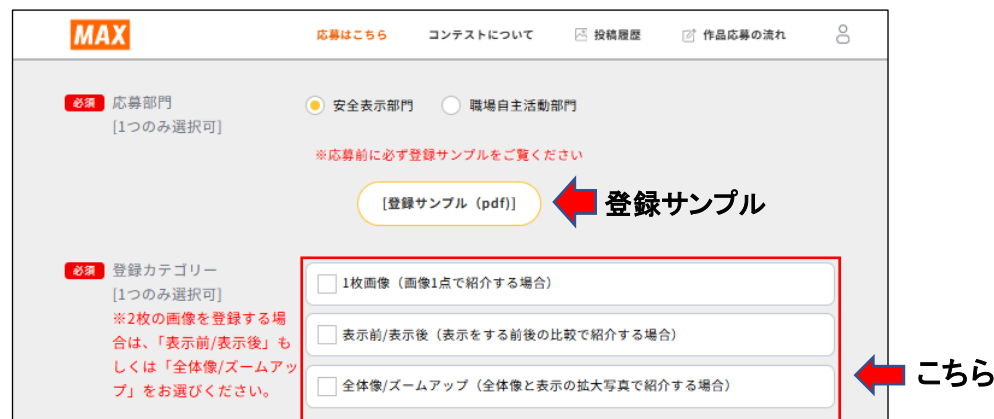 MAX
応募はこちら
コンテストについて
投稿履歴
作品応募の流れ
必須 応募部門
[1つのみ選択可]
安全表示部門
職場自主活動部門
※応募前に必ず登録サンプルをご覧ください
[登録サンプル（pdf)]
登録サンプル
必須 登録カテゴリー
[1つのみ選択可]
※2枚の画像を登録する場
合は、「表示前/表示後」も
しくは「全体像/ズームアッ
プ」をお選びください。
1枚画像（画像1点で紹介する場合）
表示前/表示後（表示をする前後の比較で紹介する場合）
全体像/ズームアップ（全体像と表示の拡大写真で紹介する場合）
こちら